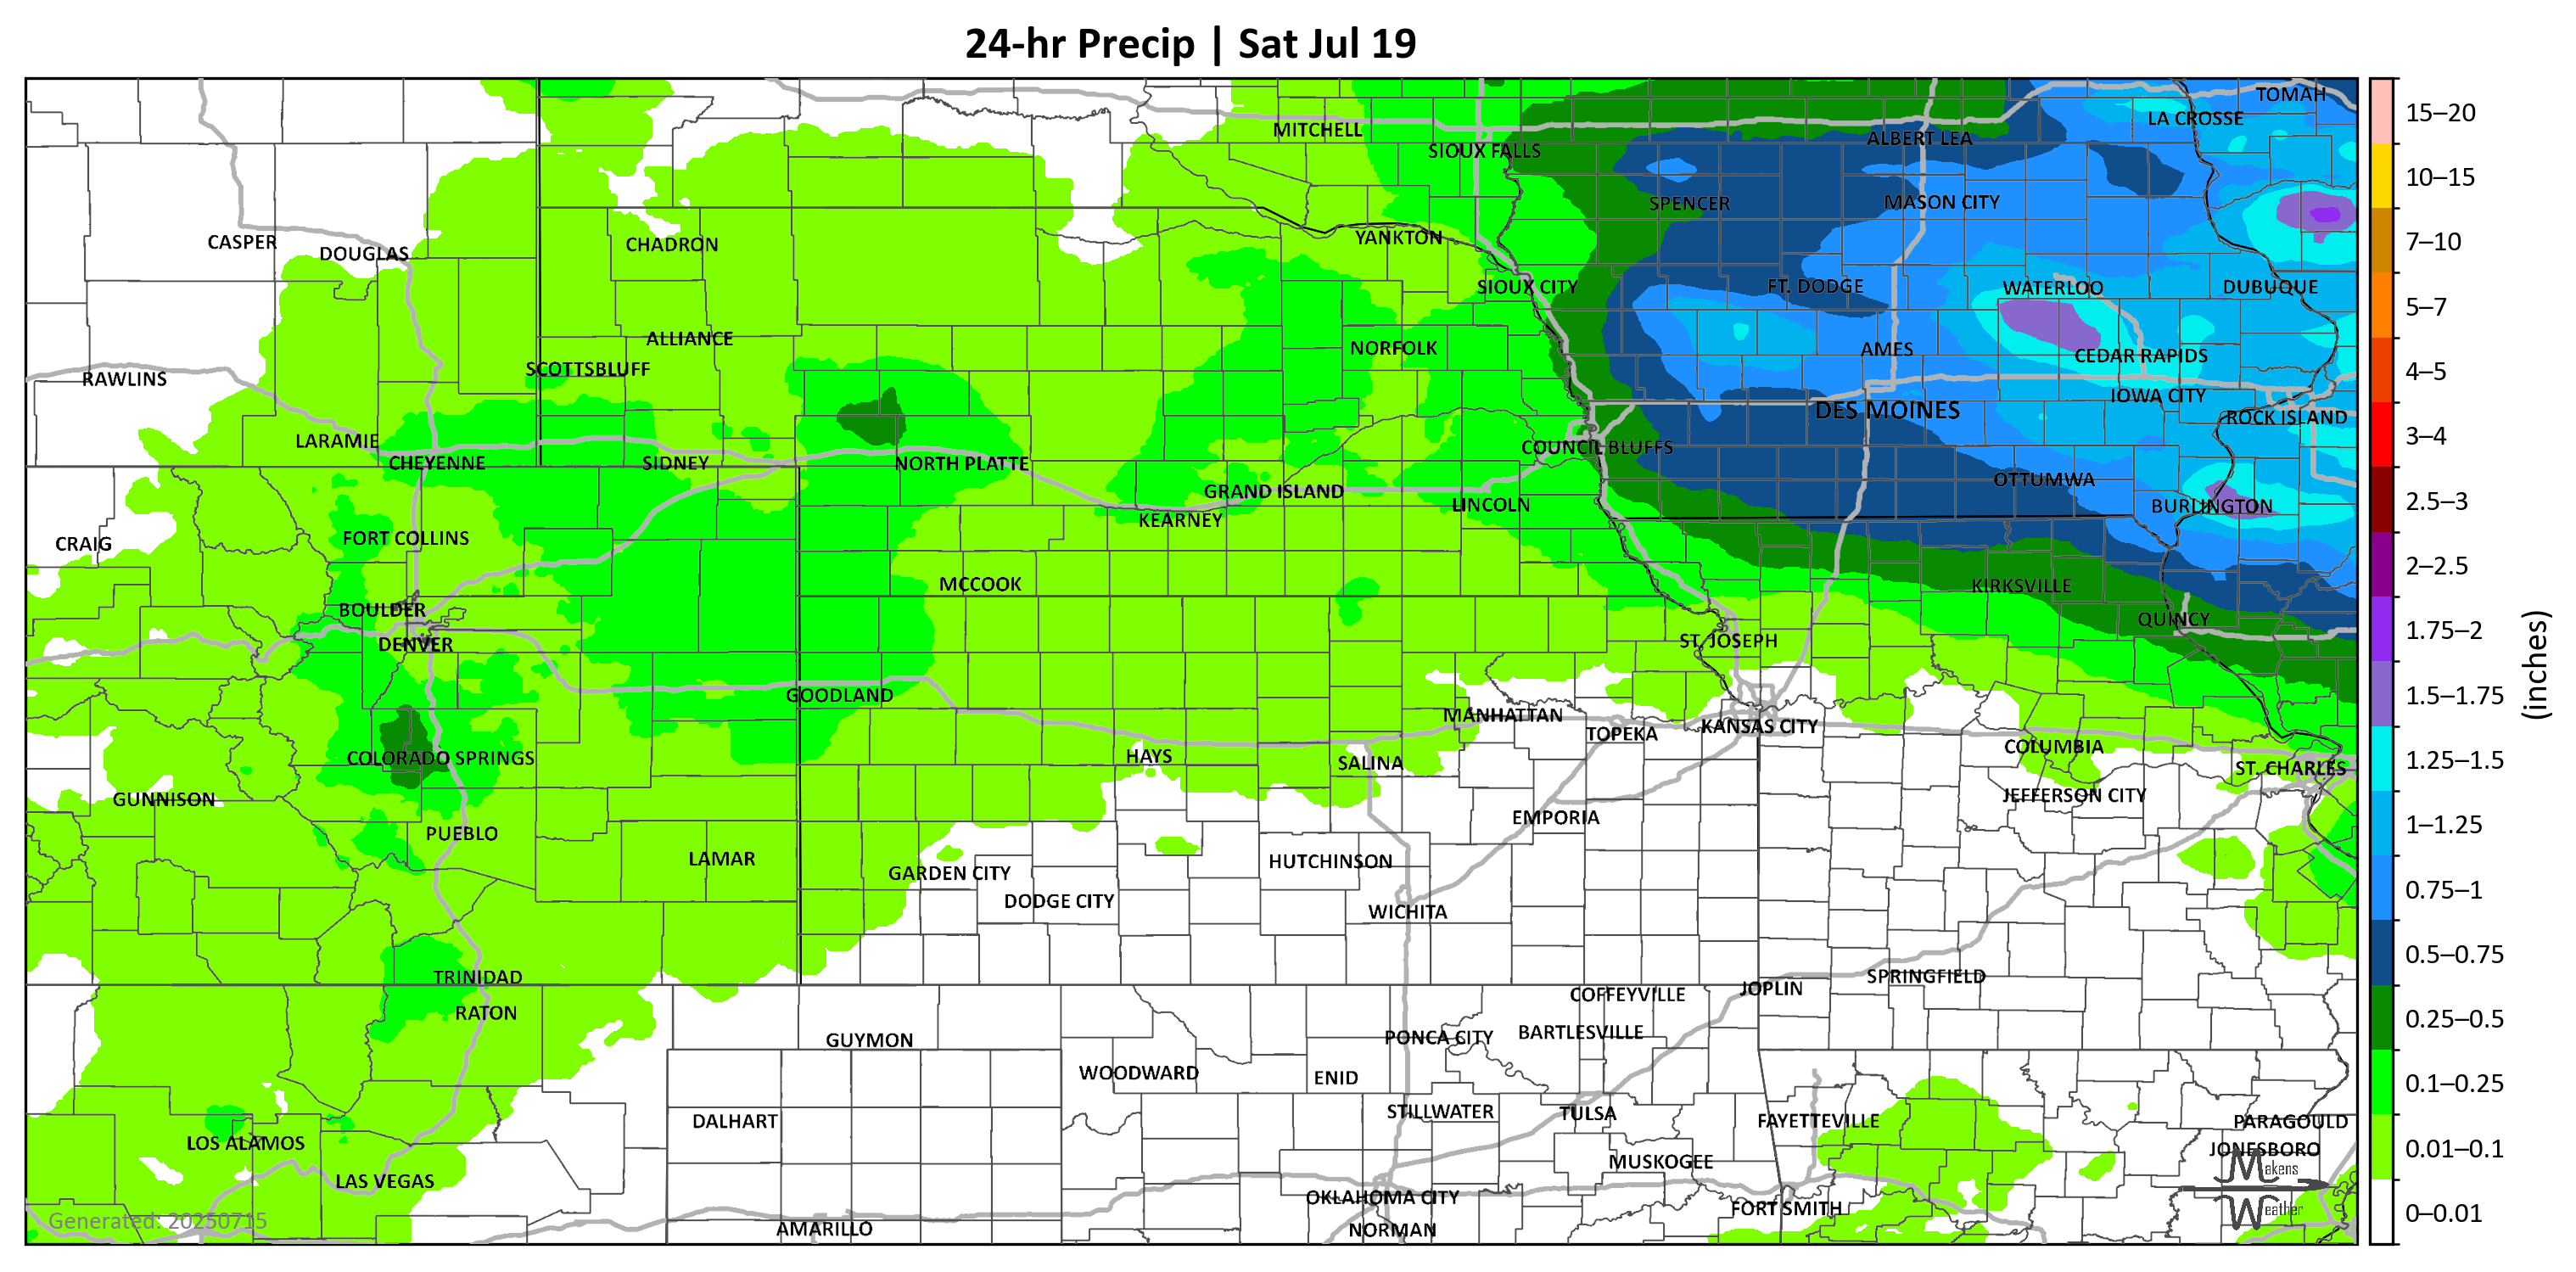 24-hr Precip | Sat Jul 19
TOMAH
LA CROSSE
MITCHELL
ALBERT LEA
SIOUX FALLS
SPENCER
MASON CITY
YANKTON
CASPER
DOUGLAS
CHADRON
SIOUX CITY
FT. DODGE
WATERLOO
DUBUQUE
ALLIANCE
NORFOLK
AMES
CEDAR RAPIDS
SCOTTSBLUFF
RAWLINS
IOWA CITY
DES MOINES
ROCK ISLAND
LARAMIE
COUNCIL BLUFFS
CHEYENNE
SIDNEY
NORTH PLATTE
OTTUMWA
GRAND ISLAND
LINCOLN
BURLINGTON
KEARNEY
FORT COLLINS
CRAIG
MCCOOK
KIRKSVILLE
BOULDER
QUINCY
DENVER
ST. JOSEPH
GOODLAND
MANHATTAN
TOPEKA
KANSAS CITY
COLUMBIA
COLORADO SPRINGS
HAYS
SALINA
ST. CHARLES
GUNNISON
JEFFERSON CITY
EMPORIA
PUEBLO
LAMAR
HUTCHINSON
GARDEN CITY
DODGE CITY
WICHITA
TRINIDAD
SPRINGFIELD
JOPLIN
COFFEYVILLE
RATON
BARTLESVILLE
PONCA CITY
GUYMON
WOODWARD
ENID
STILLWATER
TULSA
DALHART
FAYETTEVILLE
PARAGOULD
LOS ALAMOS
JONESBORO
MUSKOGEE
LAS VEGAS
OKLAHOMA CITY
FORT SMITH
AMARILLO
NORMAN
Generated: 20250715
Makens
Weather
15–20
10–15
7–10
5–7
4–5
3–4
2.5–3
2–2.5
1.75–2
1.5–1.75
1.25–1.5
1–1.25
0.75–1
0.5–0.75
0.25–0.5
0.1–0.25
0.01–0.1
0–0.01
(inches)